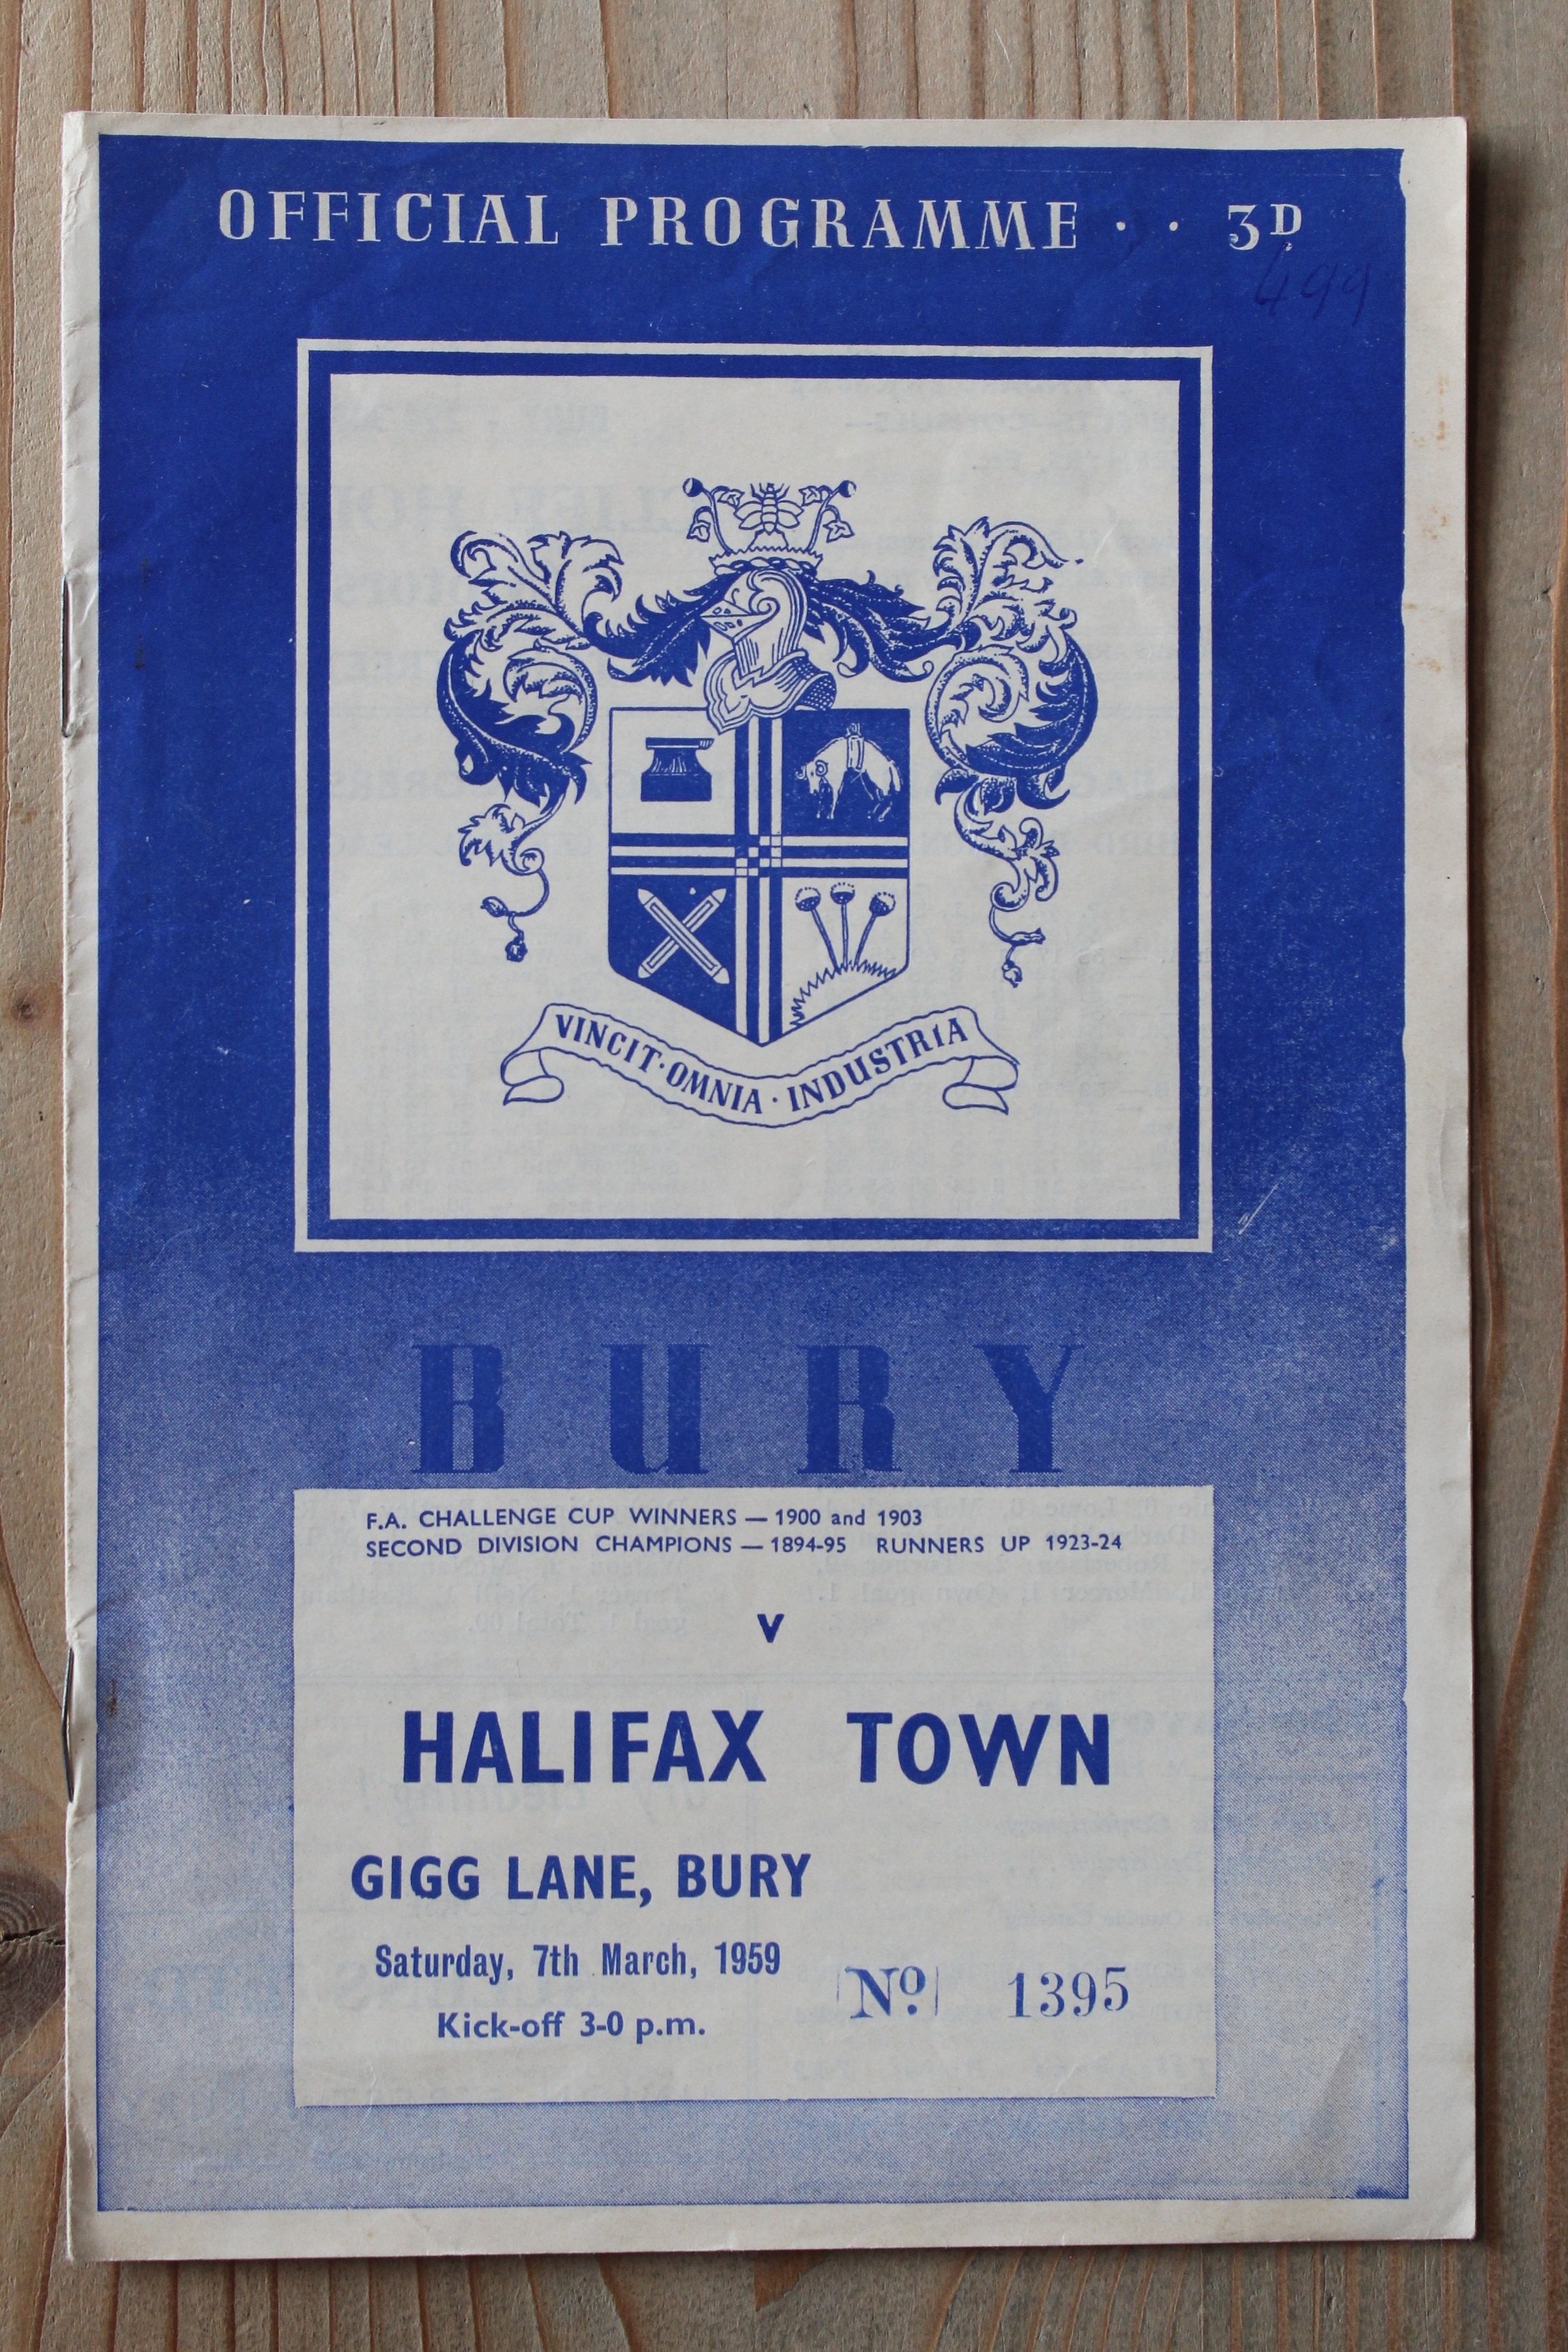 OFFICIAL PROGRAMME · · 3D
499
VINCIT · OMNIA · INDUSTRIA
BURY
F.A. CHALLENGE CUP WINNERS — 1900 and 1903
SECOND DIVISION CHAMPIONS — 1894-95 RUNNERS UP 1923-24
v
HALIFAX TOWN
GIGG LANE, BURY
Saturday, 7th March, 1959
Kick-off 3-0 p.m.
Nº 1395